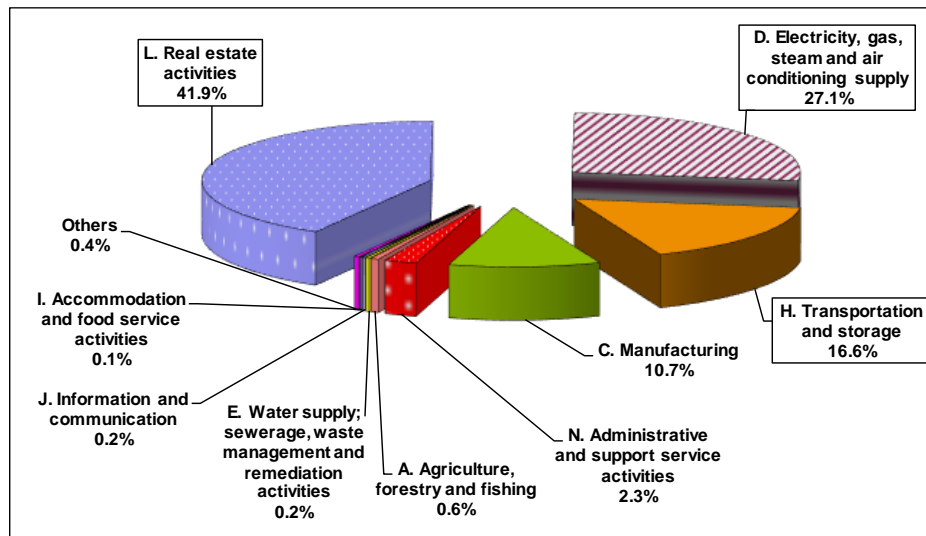 L. Real estate
activities
41.9%
D. Electricity, gas,
steam and air
conditioning supply
27.1%
Others
0.4%
I. Accommodation
and food service
activities
0.1%
H. Transportation
and storage
16.6%
C. Manufacturing
10.7%
J. Information and
communication
0.2%
E. Water supply;
sewerage, waste
management and
remediation
activities
0.2%
A. Agriculture,
forestry and fishing
0.6%
N. Administrative
and support service
activities
2.3%